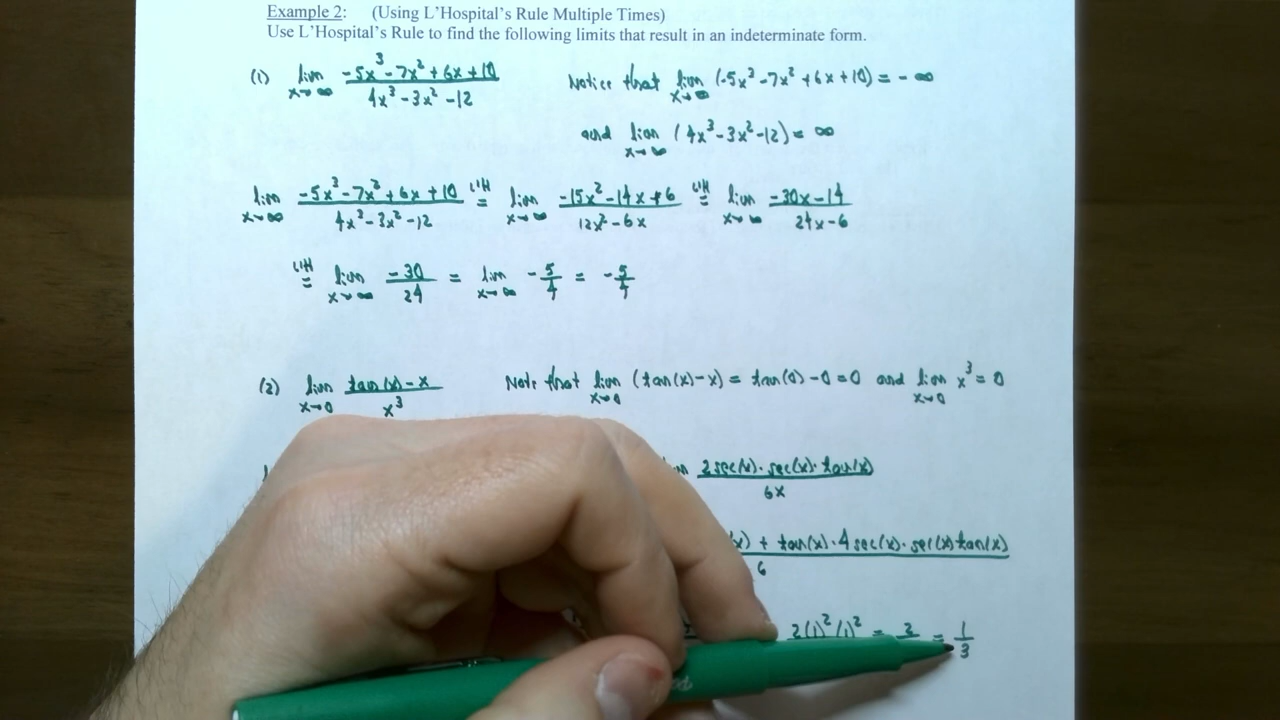 Example 2: (Using L'Hospital's Rule Multiple Times)
Use L'Hospital's Rule to find the following limits that result in an indeterminate form.
(1) lim x→∞ (-5x³ - 7x² + 6x + 10)/(4x³ - 3x² - 12) Notice that lim x→∞ (-5x³ - 7x² + 6x + 10) = -∞
and lim x→∞ (4x³ - 3x² - 12) = ∞
lim x→∞ (-5x³ - 7x² + 6x + 10)/(4x³ - 3x² - 12) L'H = lim x→∞ (-15x² - 14x + 6)/(12x² - 6x) L'H = lim x→∞ (-30x - 14)/(24x - 6)
L'H = lim x→∞ -30/24 = lim x→∞ -5/4 = -5/4
(2) lim x→0 (tan(x) - x)/x³ Note that lim x→0 (tan(x) - x) = tan(0) - 0 = 0 and lim x→0 x³ = 0
2sec(x)·sec(x)·tan(x)/6x
(x) + tan(x)·4sec(x)·sec(x)tan(x)/6
2(1)²(1)² = 2 = 1/3